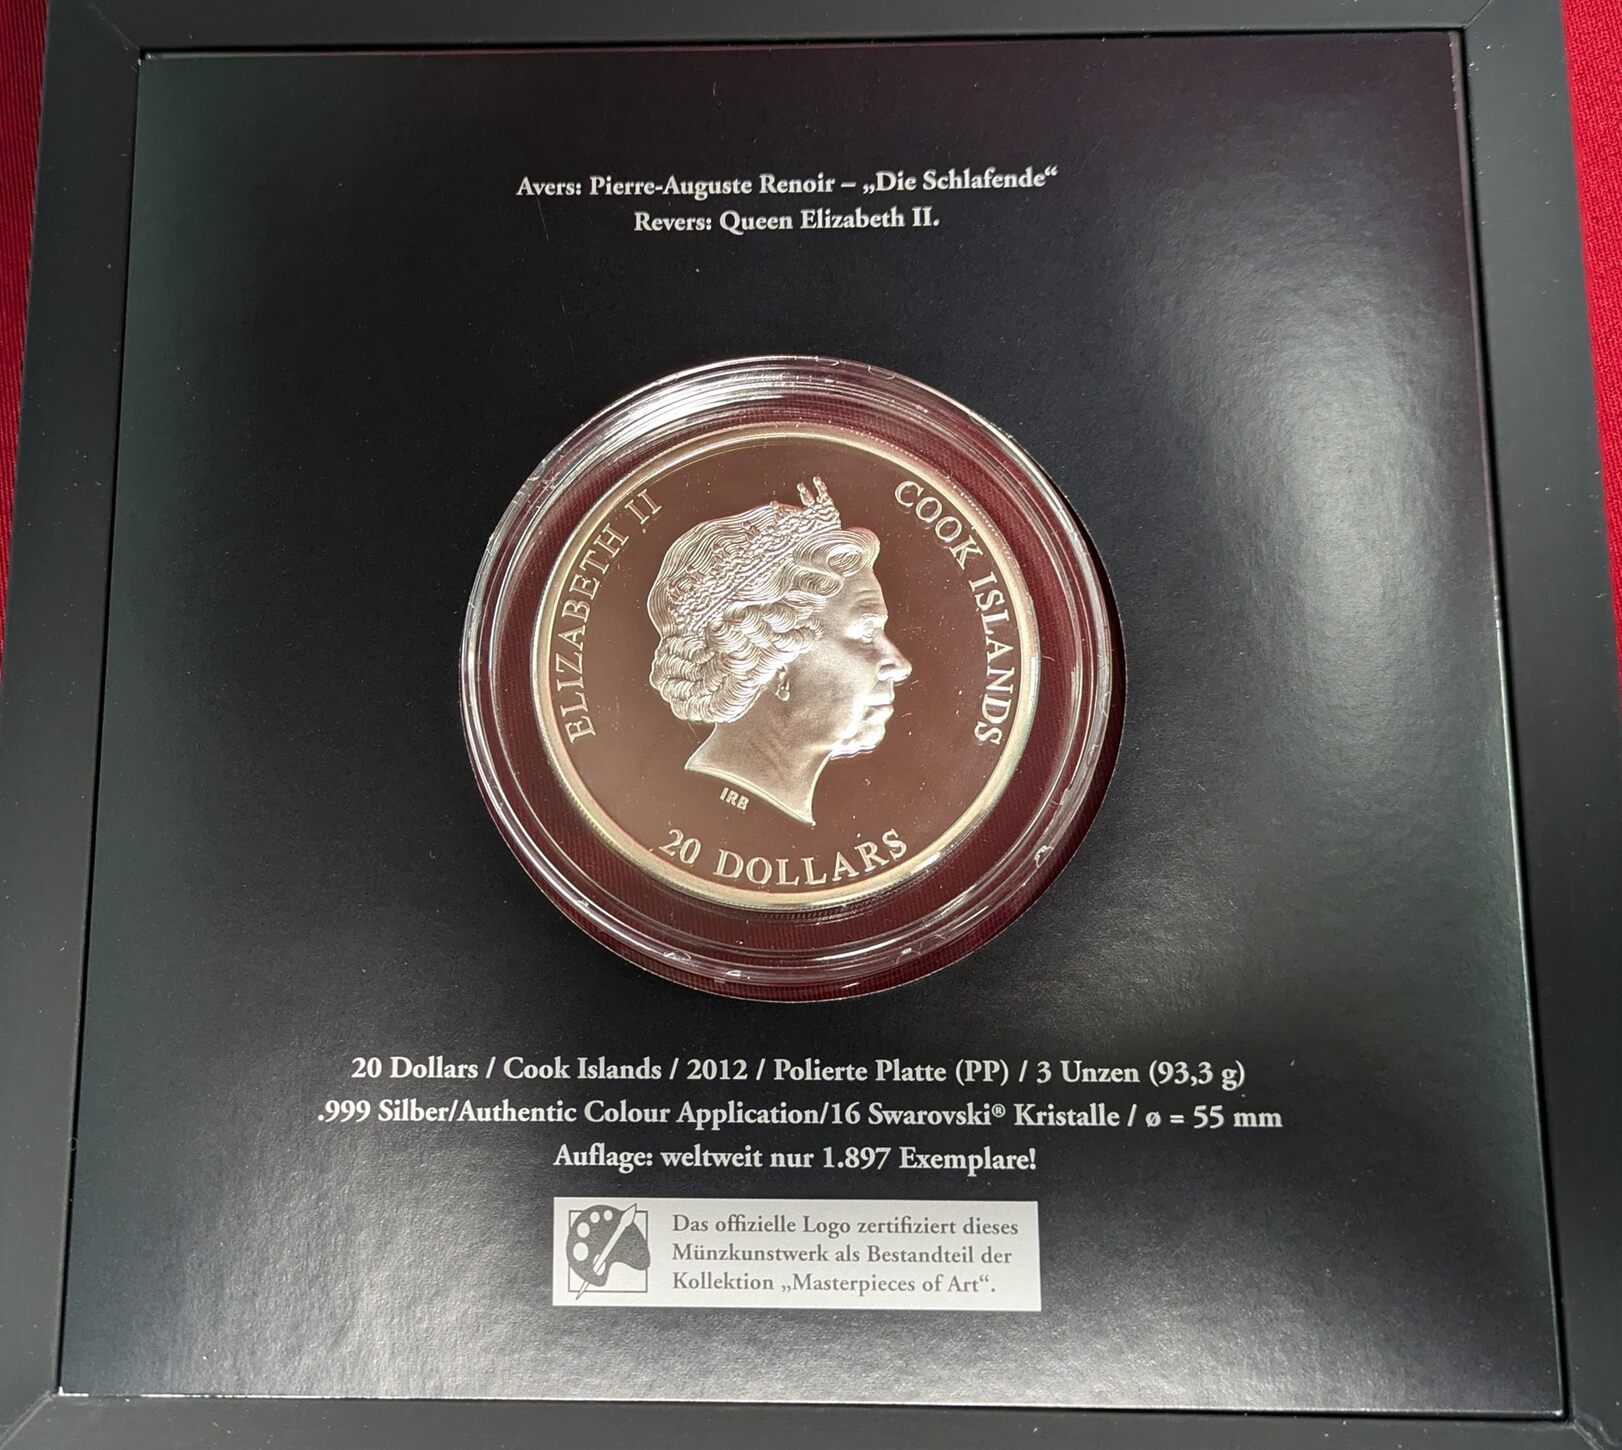 Avers: Pierre-Auguste Renoir – „Die Schlafende“
Revers: Queen Elizabeth II.
ELIZABETH II
COOK ISLANDS
IRB
20 DOLLARS
20 Dollars / Cook Islands / 2012 / Polierte Platte (PP) / 3 Unzen (93,3 g)
.999 Silber/Authentic Colour Application/16 Swarovski® Kristalle / ø = 55 mm
Auflage: weltweit nur 1.897 Exemplare!
Das offizielle Logo zertifiziert dieses
Münzkunstwerk als Bestandteil der
Kollektion „Masterpieces of Art“.